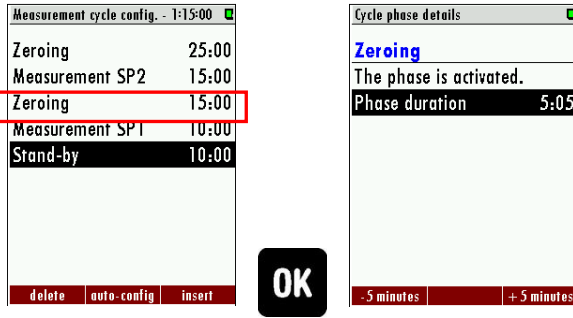 Measurement cycle config. - 1:15:00
Zeroing 25:00
Measurement SP2 15:00
Zeroing 15:00
Measurement SP1 10:00
Stand-by 10:00
delete auto-config insert
OK
Cycle phase details
Zeroing
The phase is activated.
Phase duration 5:05
-5 minutes +5 minutes